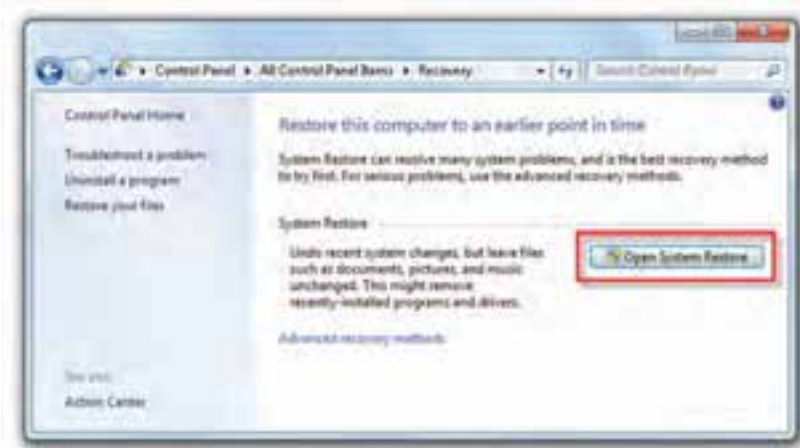 Control Panel ▸ All Control Panel Items ▸ Recovery
Search Control Panel
Control Panel Home
Troubleshoot a problem
Uninstall a program
Restore your files
See also
Action Center
Restore this computer to an earlier point in time
System Restore can resolve many system problems, and is the best recovery method
to try first. For serious problems, use the advanced recovery methods.
System Restore
Undo recent system changes, but leave files
such as documents, pictures, and music
unchanged. This might remove
recently-installed programs and drivers.
Open System Restore
Advanced recovery methods